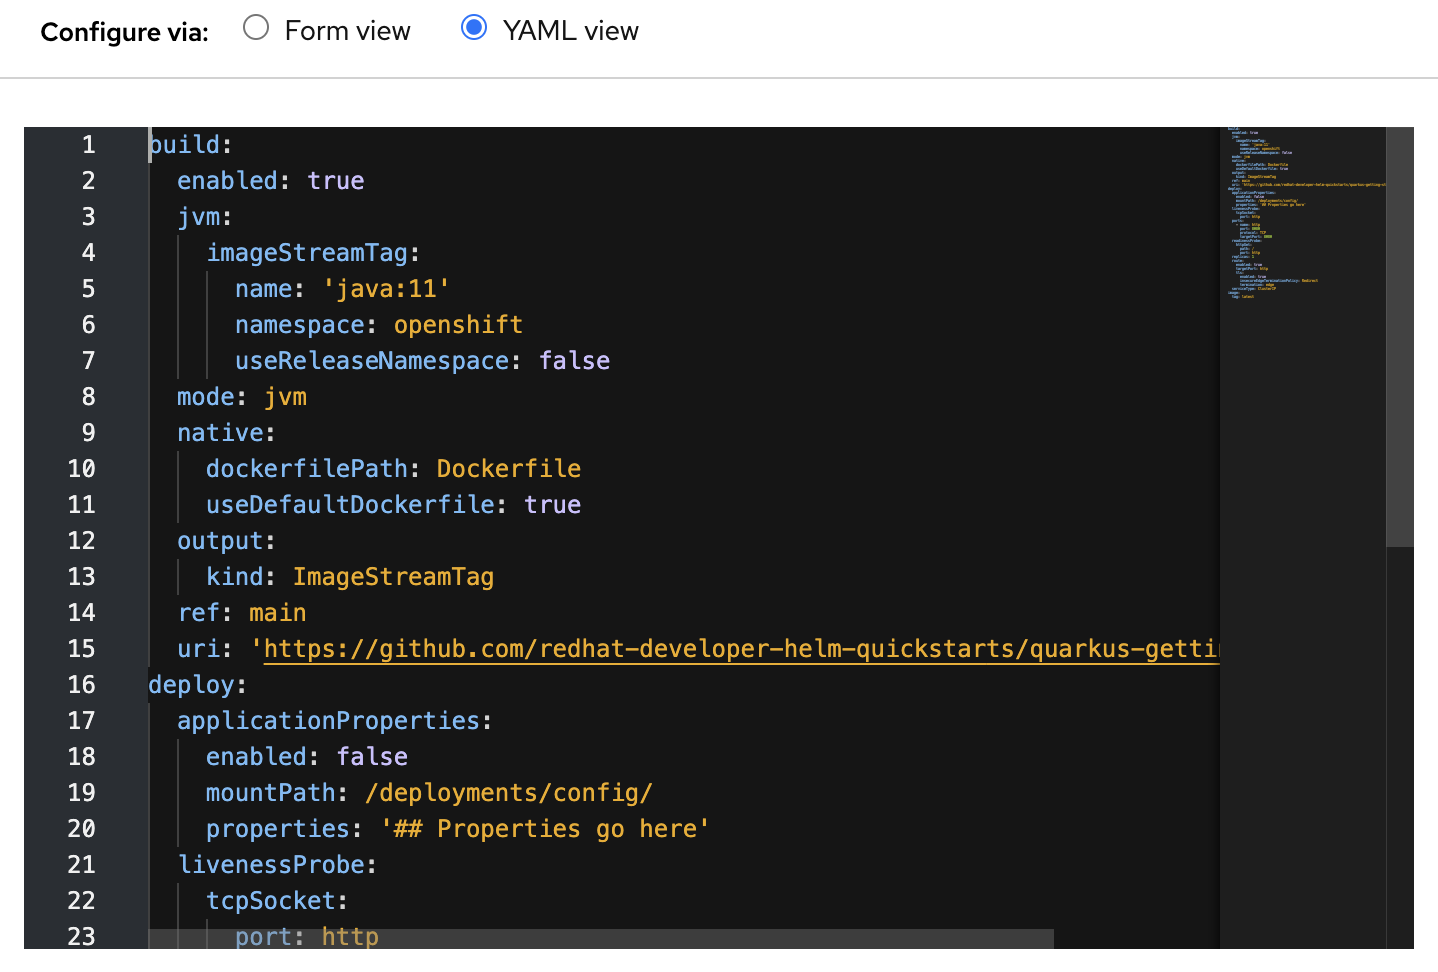 Configure via: Form view YAML view
1 build:
2   enabled: true
3   jvm:
4     imageStreamTag:
5       name: 'java:11'
6       namespace: openshift
7       useReleaseNamespace: false
8   mode: jvm
9   native:
10     dockerfilePath: Dockerfile
11     useDefaultDockerfile: true
12   output:
13     kind: ImageStreamTag
14   ref: main
15   uri: 'https://github.com/redhat-developer-helm-quickstarts/quarkus-gettin
16 deploy:
17   applicationProperties:
18     enabled: false
19     mountPath: /deployments/config/
20     properties: '## Properties go here'
21   livenessProbe:
22     tcpSocket:
23       port: http